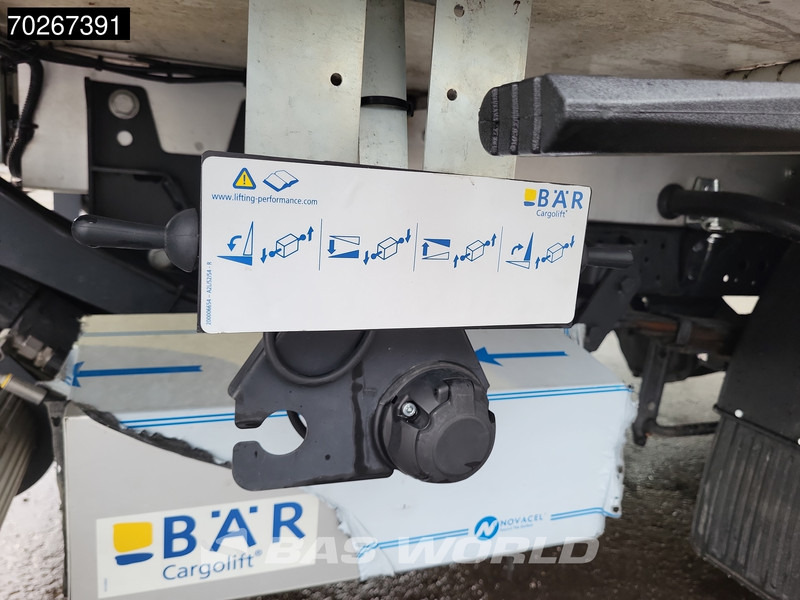 70267391
www.lifting-performance.com
BÄR
Cargolift®
BÄR
Cargolift®
NOVACEL
BAS WORLD